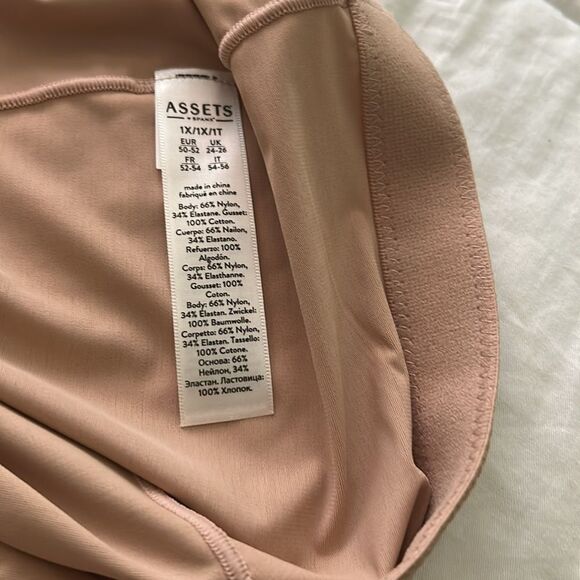 ASSETS
♥ SPANX®
1X/1X/1T
EUR UK
50-52 24-26
FR IT
52-54 54-56
made in china
fabriqué en china
Body: 66% Nylon,
34% Elastane. Gusset:
100% Cotton.
Cuerpo: 66% Nailon,
34% Elastano.
Refuerzo: 100%
Algodón.
Corps: 66% Nylon,
34% Elasthanne.
Gousset: 100%
Coton.
Body: 66% Nylon,
34% Elastan. Zwickel:
100% Baumwolle.
Corpetto: 66% Nylon,
34% Elastan, Tassello:
100% Cotone.
Основа: 66%
Нейлон, 34%
Эластан. Ластовица:
100% Хлопок.